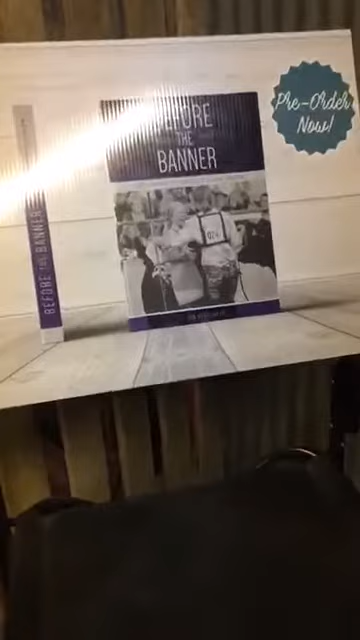 Pre-Order
Now!
BEFORE
THE
BANNER
BEFORE THE BANNER